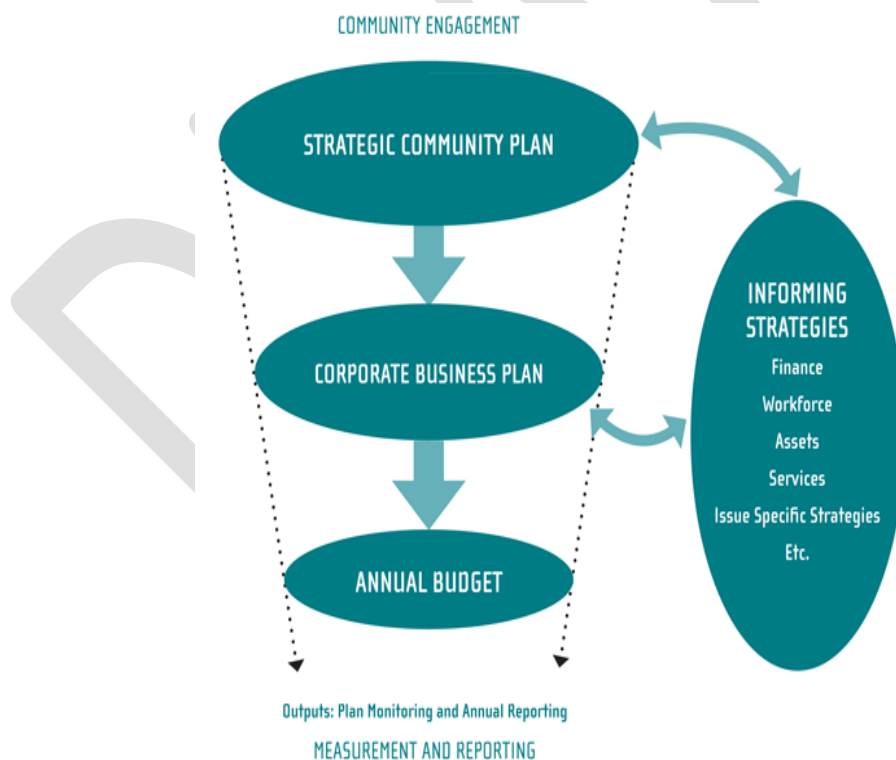 COMMUNITY ENGAGEMENT
STRATEGIC COMMUNITY PLAN
CORPORATE BUSINESS PLAN
ANNUAL BUDGET
INFORMING
STRATEGIES
Finance
Workforce
Assets
Services
Issue Specific Strategies
Etc.
Outputs: Plan Monitoring and Annual Reporting
MEASUREMENT AND REPORTING